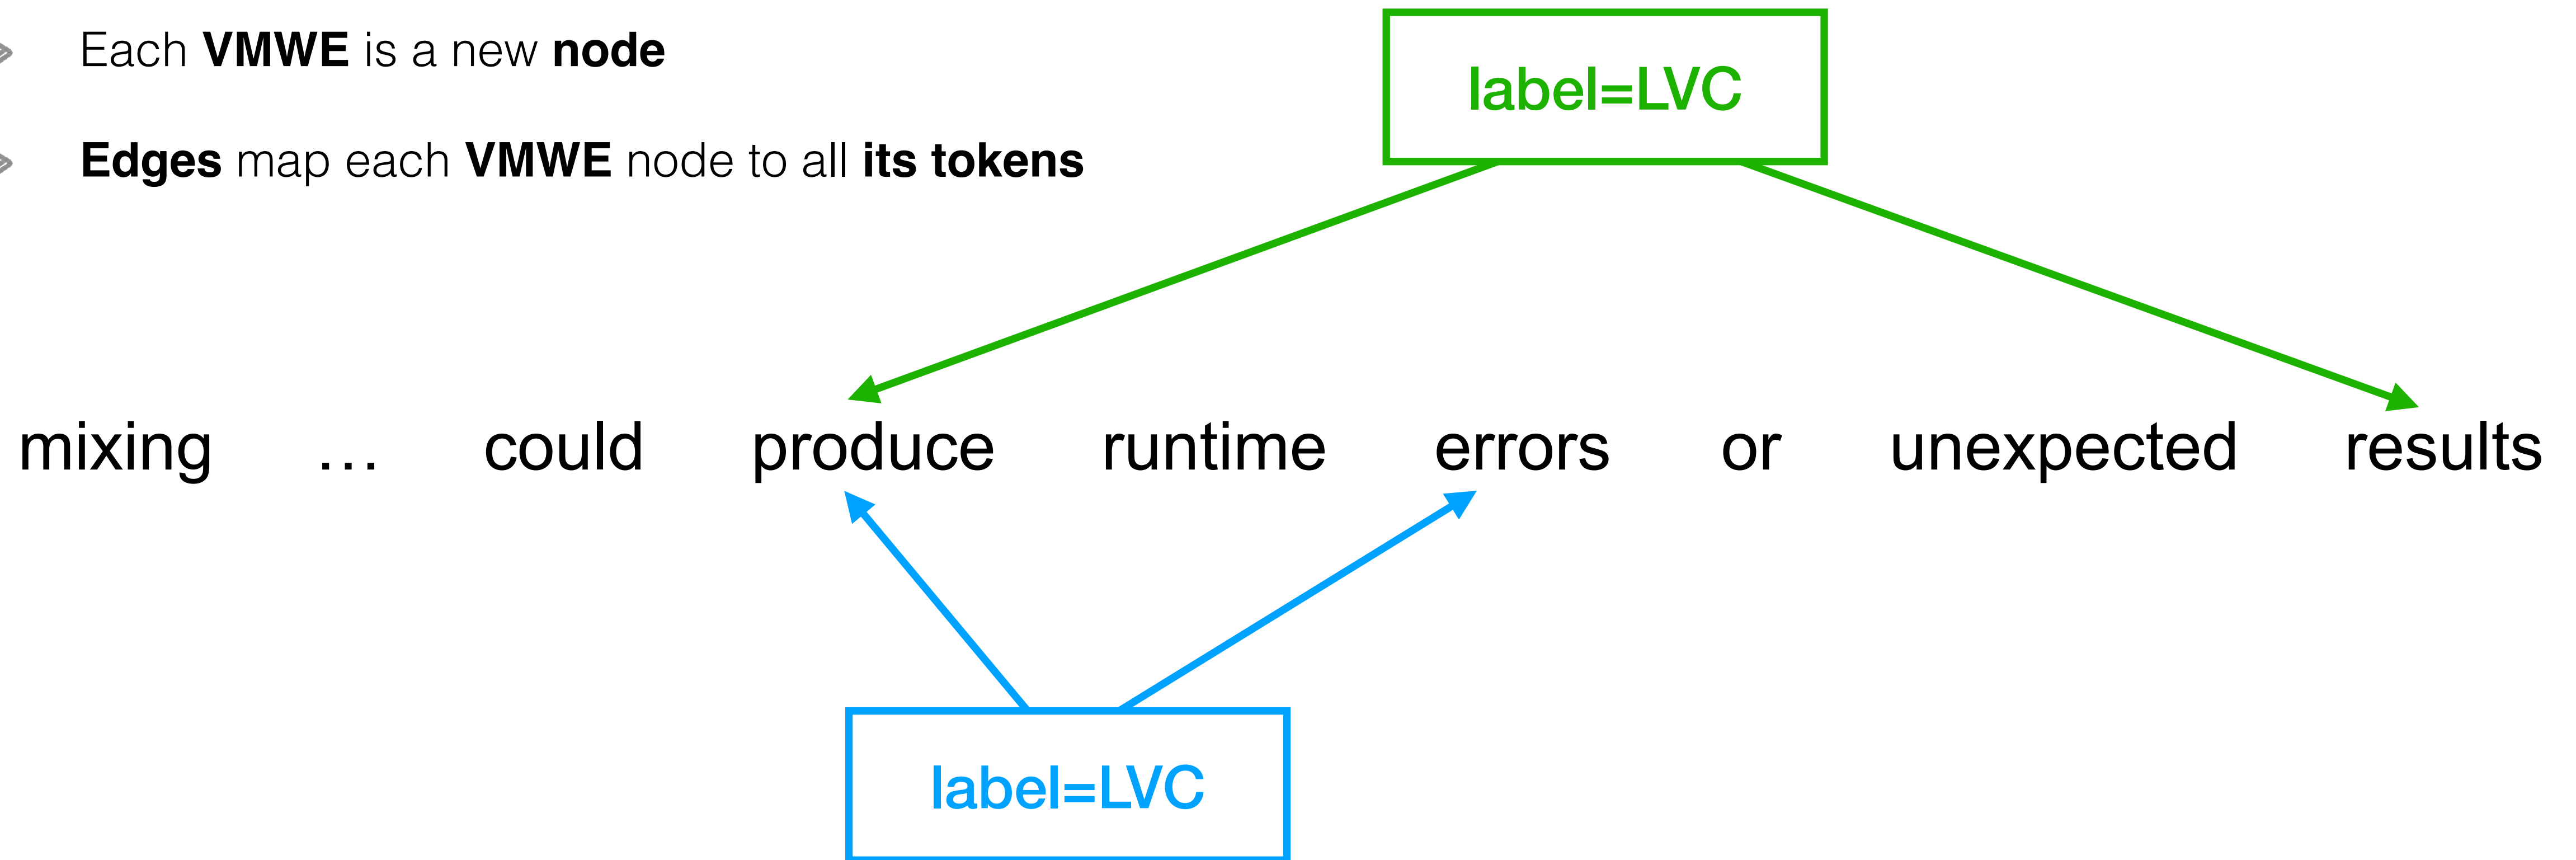 Each VMWE is a new node
Edges map each VMWE node to all its tokens
label=LVC
mixing … could produce runtime errors or unexpected results
label=LVC